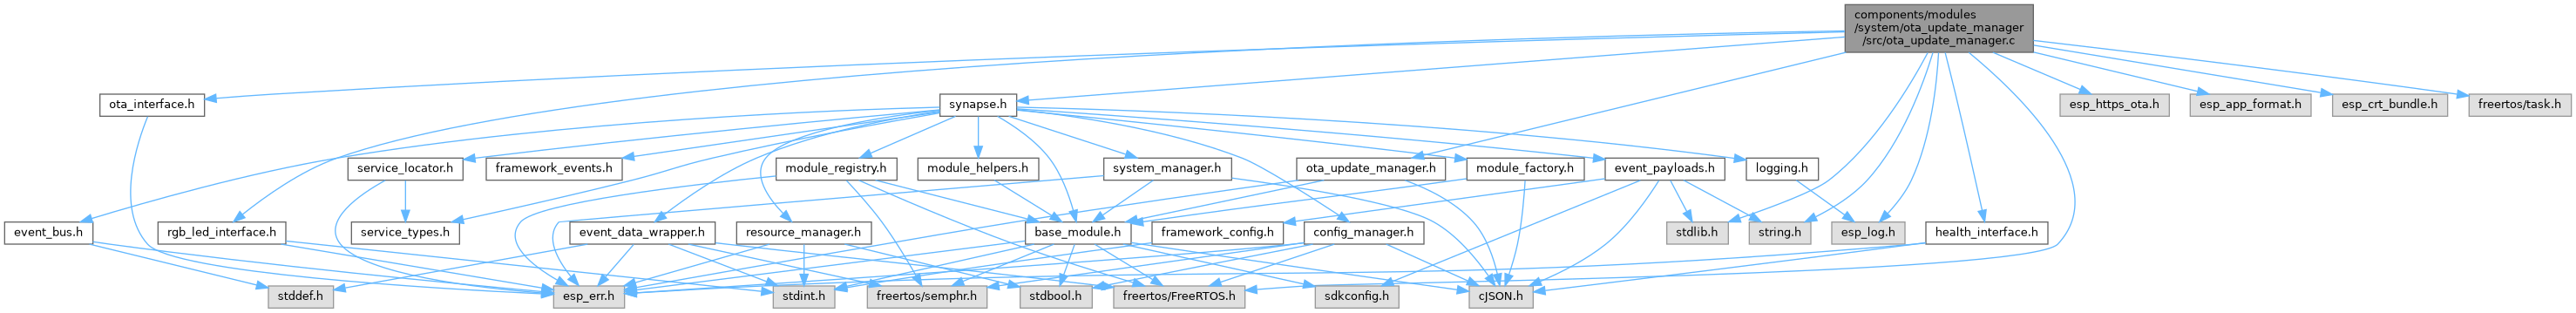 components/modules
/system/ota_update_manager
/src/ota_update_manager.c
ota_interface.h
synapse.h
esp_https_ota.h
esp_app_format.h
esp_crt_bundle.h
freertos/task.h
service_locator.h
framework_events.h
module_registry.h
module_helpers.h
system_manager.h
ota_update_manager.h
module_factory.h
event_payloads.h
logging.h
event_bus.h
rgb_led_interface.h
service_types.h
event_data_wrapper.h
resource_manager.h
base_module.h
framework_config.h
config_manager.h
stdlib.h
string.h
esp_log.h
health_interface.h
stddef.h
esp_err.h
stdint.h
freertos/semphr.h
stdbool.h
freertos/FreeRTOS.h
sdkconfig.h
cJSON.h